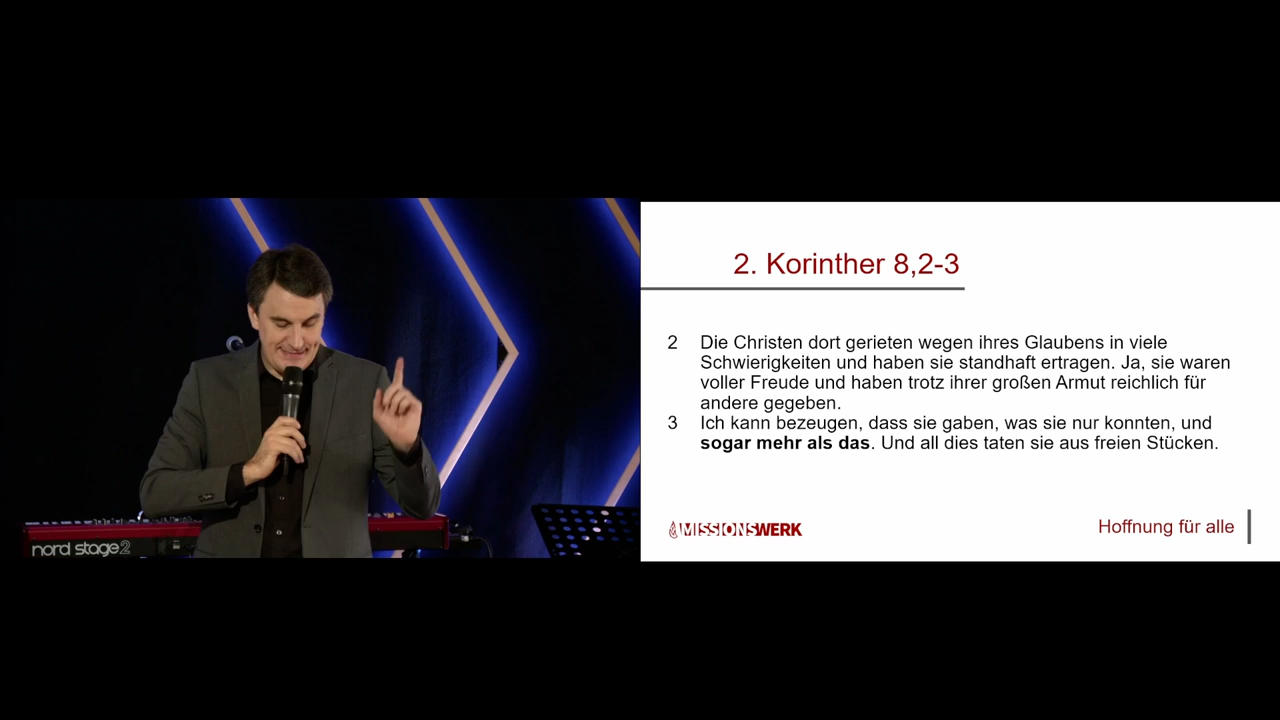 nord stage2
2. Korinther 8,2-3
2 Die Christen dort gerieten wegen ihres Glaubens in viele
Schwierigkeiten und haben sie standhaft ertragen. Ja, sie waren
voller Freude und haben trotz ihrer großen Armut reichlich für
andere gegeben.
3 Ich kann bezeugen, dass sie gaben, was sie nur konnten, und
sogar mehr als das. Und all dies taten sie aus freien Stücken.
MISSIONSWERK
Hoffnung für alle